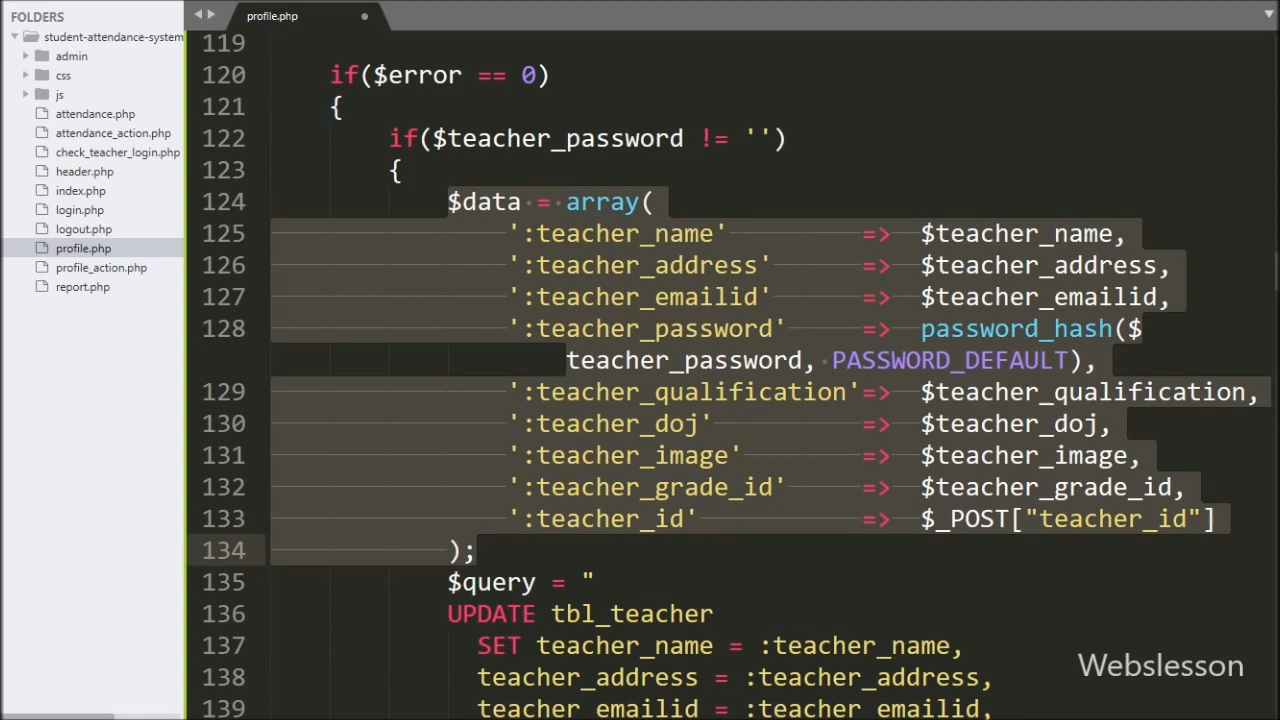 FOLDERS
student-attendance-system
admin
css
js
attendance.php
attendance_action.php
check_teacher_login.php
header.php
index.php
login.php
logout.php
profile.php
profile_action.php
report.php
profile.php
119
120 if($error == 0)
121 {
122 if($teacher_password != '')
123 {
124 $data = array(
125 ':teacher_name' => $teacher_name,
126 ':teacher_address' => $teacher_address,
127 ':teacher_emailid' => $teacher_emailid,
128 ':teacher_password' => password_hash($
teacher_password, PASSWORD_DEFAULT),
129 ':teacher_qualification'=> $teacher_qualification,
130 ':teacher_doj' => $teacher_doj,
131 ':teacher_image' => $teacher_image,
132 ':teacher_grade_id' => $teacher_grade_id,
133 ':teacher_id' => $_POST["teacher_id"]
134 );
135 $query = "
136 UPDATE tbl_teacher
137 SET teacher_name = :teacher_name,
138 teacher_address = :teacher_address,
139 teacher_emailid = :teacher_emailid,
Webslesson